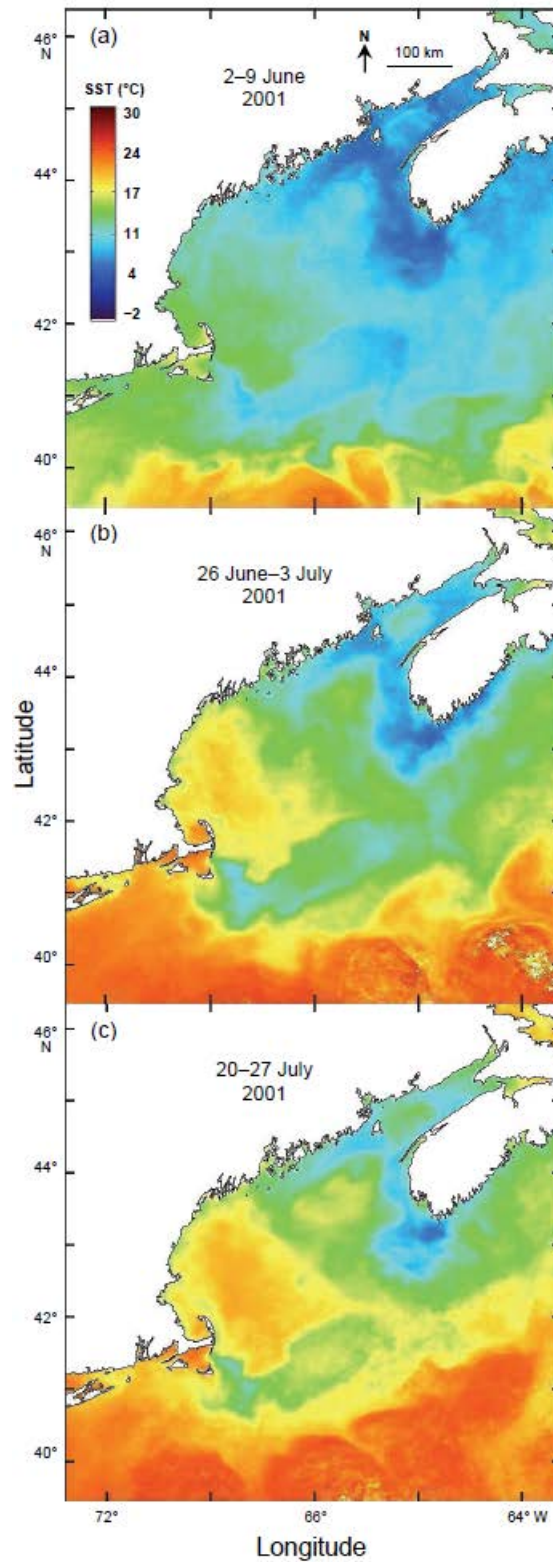 46°
N
(a)
N
100 km
2–9 June
2001
SST (°C)
30
24
17
11
4
−2
44°
42°
40°
46°
N
(b)
26 June–3 July
2001
44°
Latitude
42°
40°
46°
N
(c)
20–27 July
2001
44°
42°
40°
72°
66°
64° W
Longitude